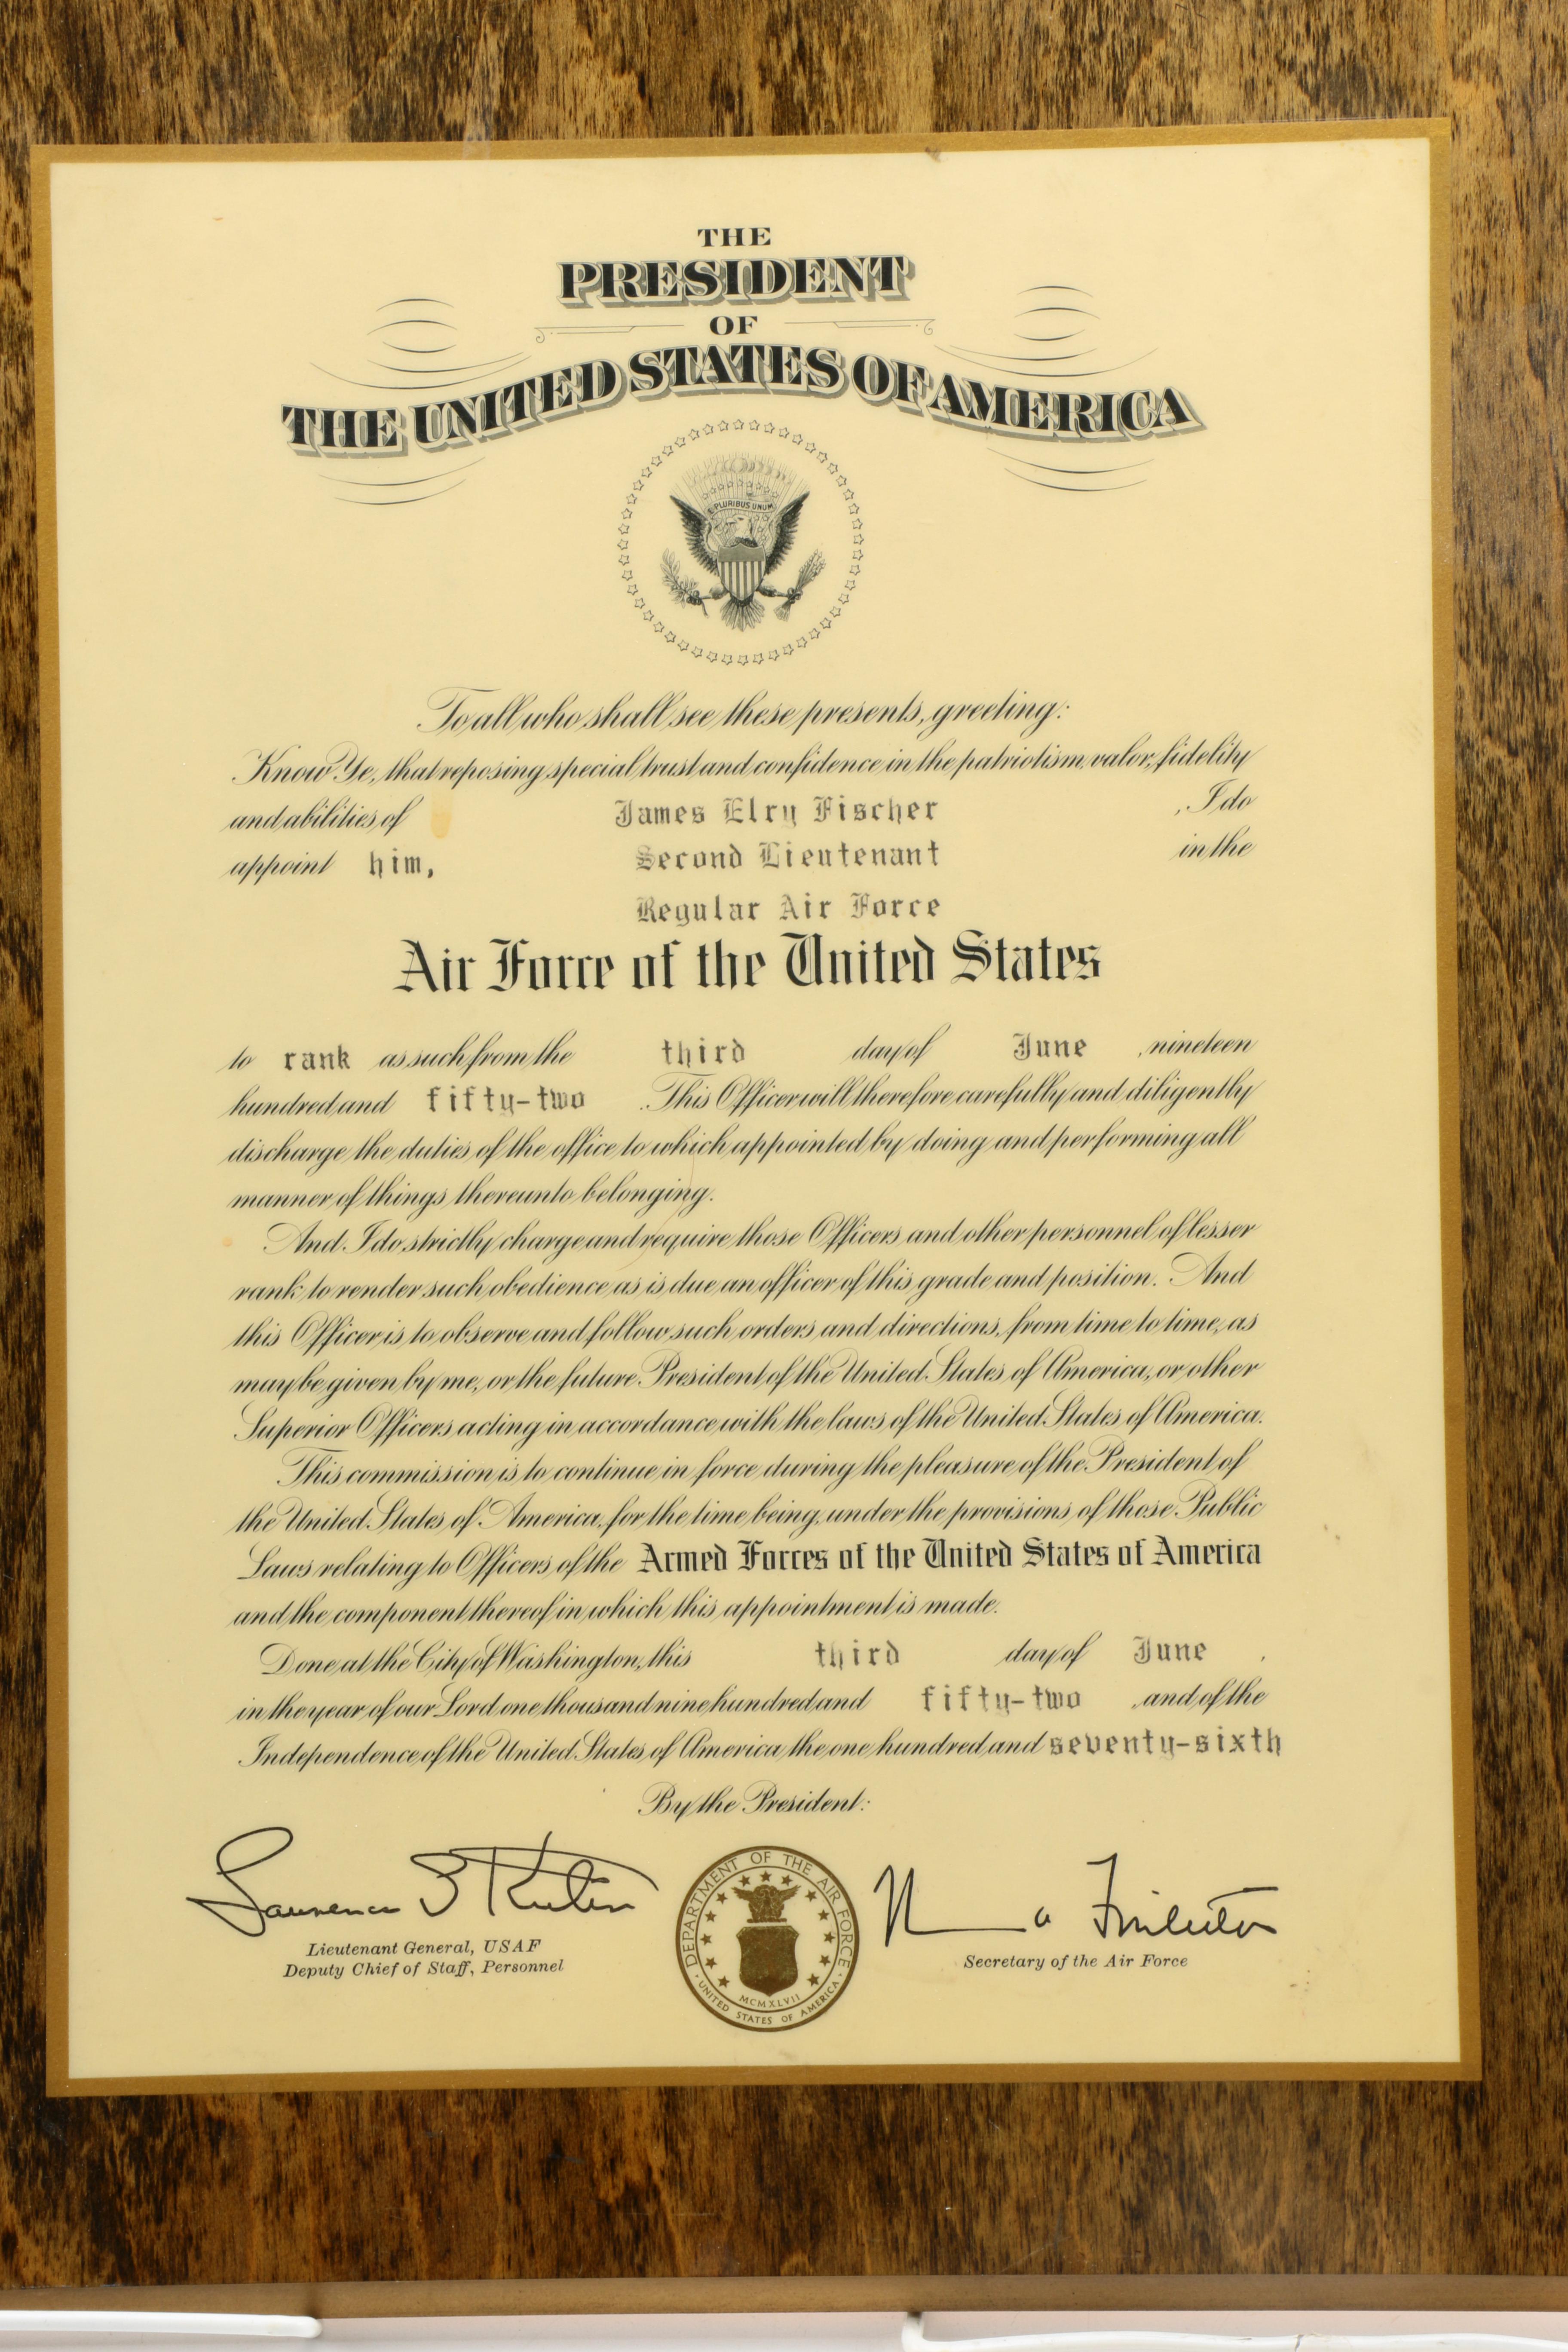 THE
PRESIDENT
OF
THE UNITED STATES OF AMERICA
E PLURIBUS UNUM
To all who shall see these presents, greeting:
Know Ye, that reposing special trust and confidence in the patriotism, valor, fidelity
and abilities of James Elry Fischer , I do
appoint him, Second Lieutenant in the
Regular Air Force
Air Force of the United States
to rank as such from the third day of June , nineteen
hundred and fifty-two . This Officer will therefore carefully and diligently
discharge the duties of the office to which appointed by doing and performing all
manner of things thereunto belonging.
And I do strictly charge and require those Officers and other personnel of lesser
rank to render such obedience as is due an officer of this grade and position. And
this Officer is to observe and follow such orders and directions, from time to time, as
may be given by me, or the future President of the United States of America, or other
Superior Officers acting in accordance with the laws of the United States of America.
This commission is to continue in force during the pleasure of the President of
the United States of America, for the time being, under the provisions of those Public
Laws relating to Officers of the Armed Forces of the United States of America
and the component thereof in which this appointment is made.
Done at the City of Washington, this third day of June ,
in the year of our Lord one thousand nine hundred and fifty-two , and of the
Independence of the United States of America the one hundred and seventy-sixth
By the President:
Laurence S Kuter
Lieutenant General, USAF
Deputy Chief of Staff, Personnel
DEPARTMENT OF THE AIR FORCE
MCMXLVII
· UNITED STATES OF AMERICA ·
a Finletter
Secretary of the Air Force